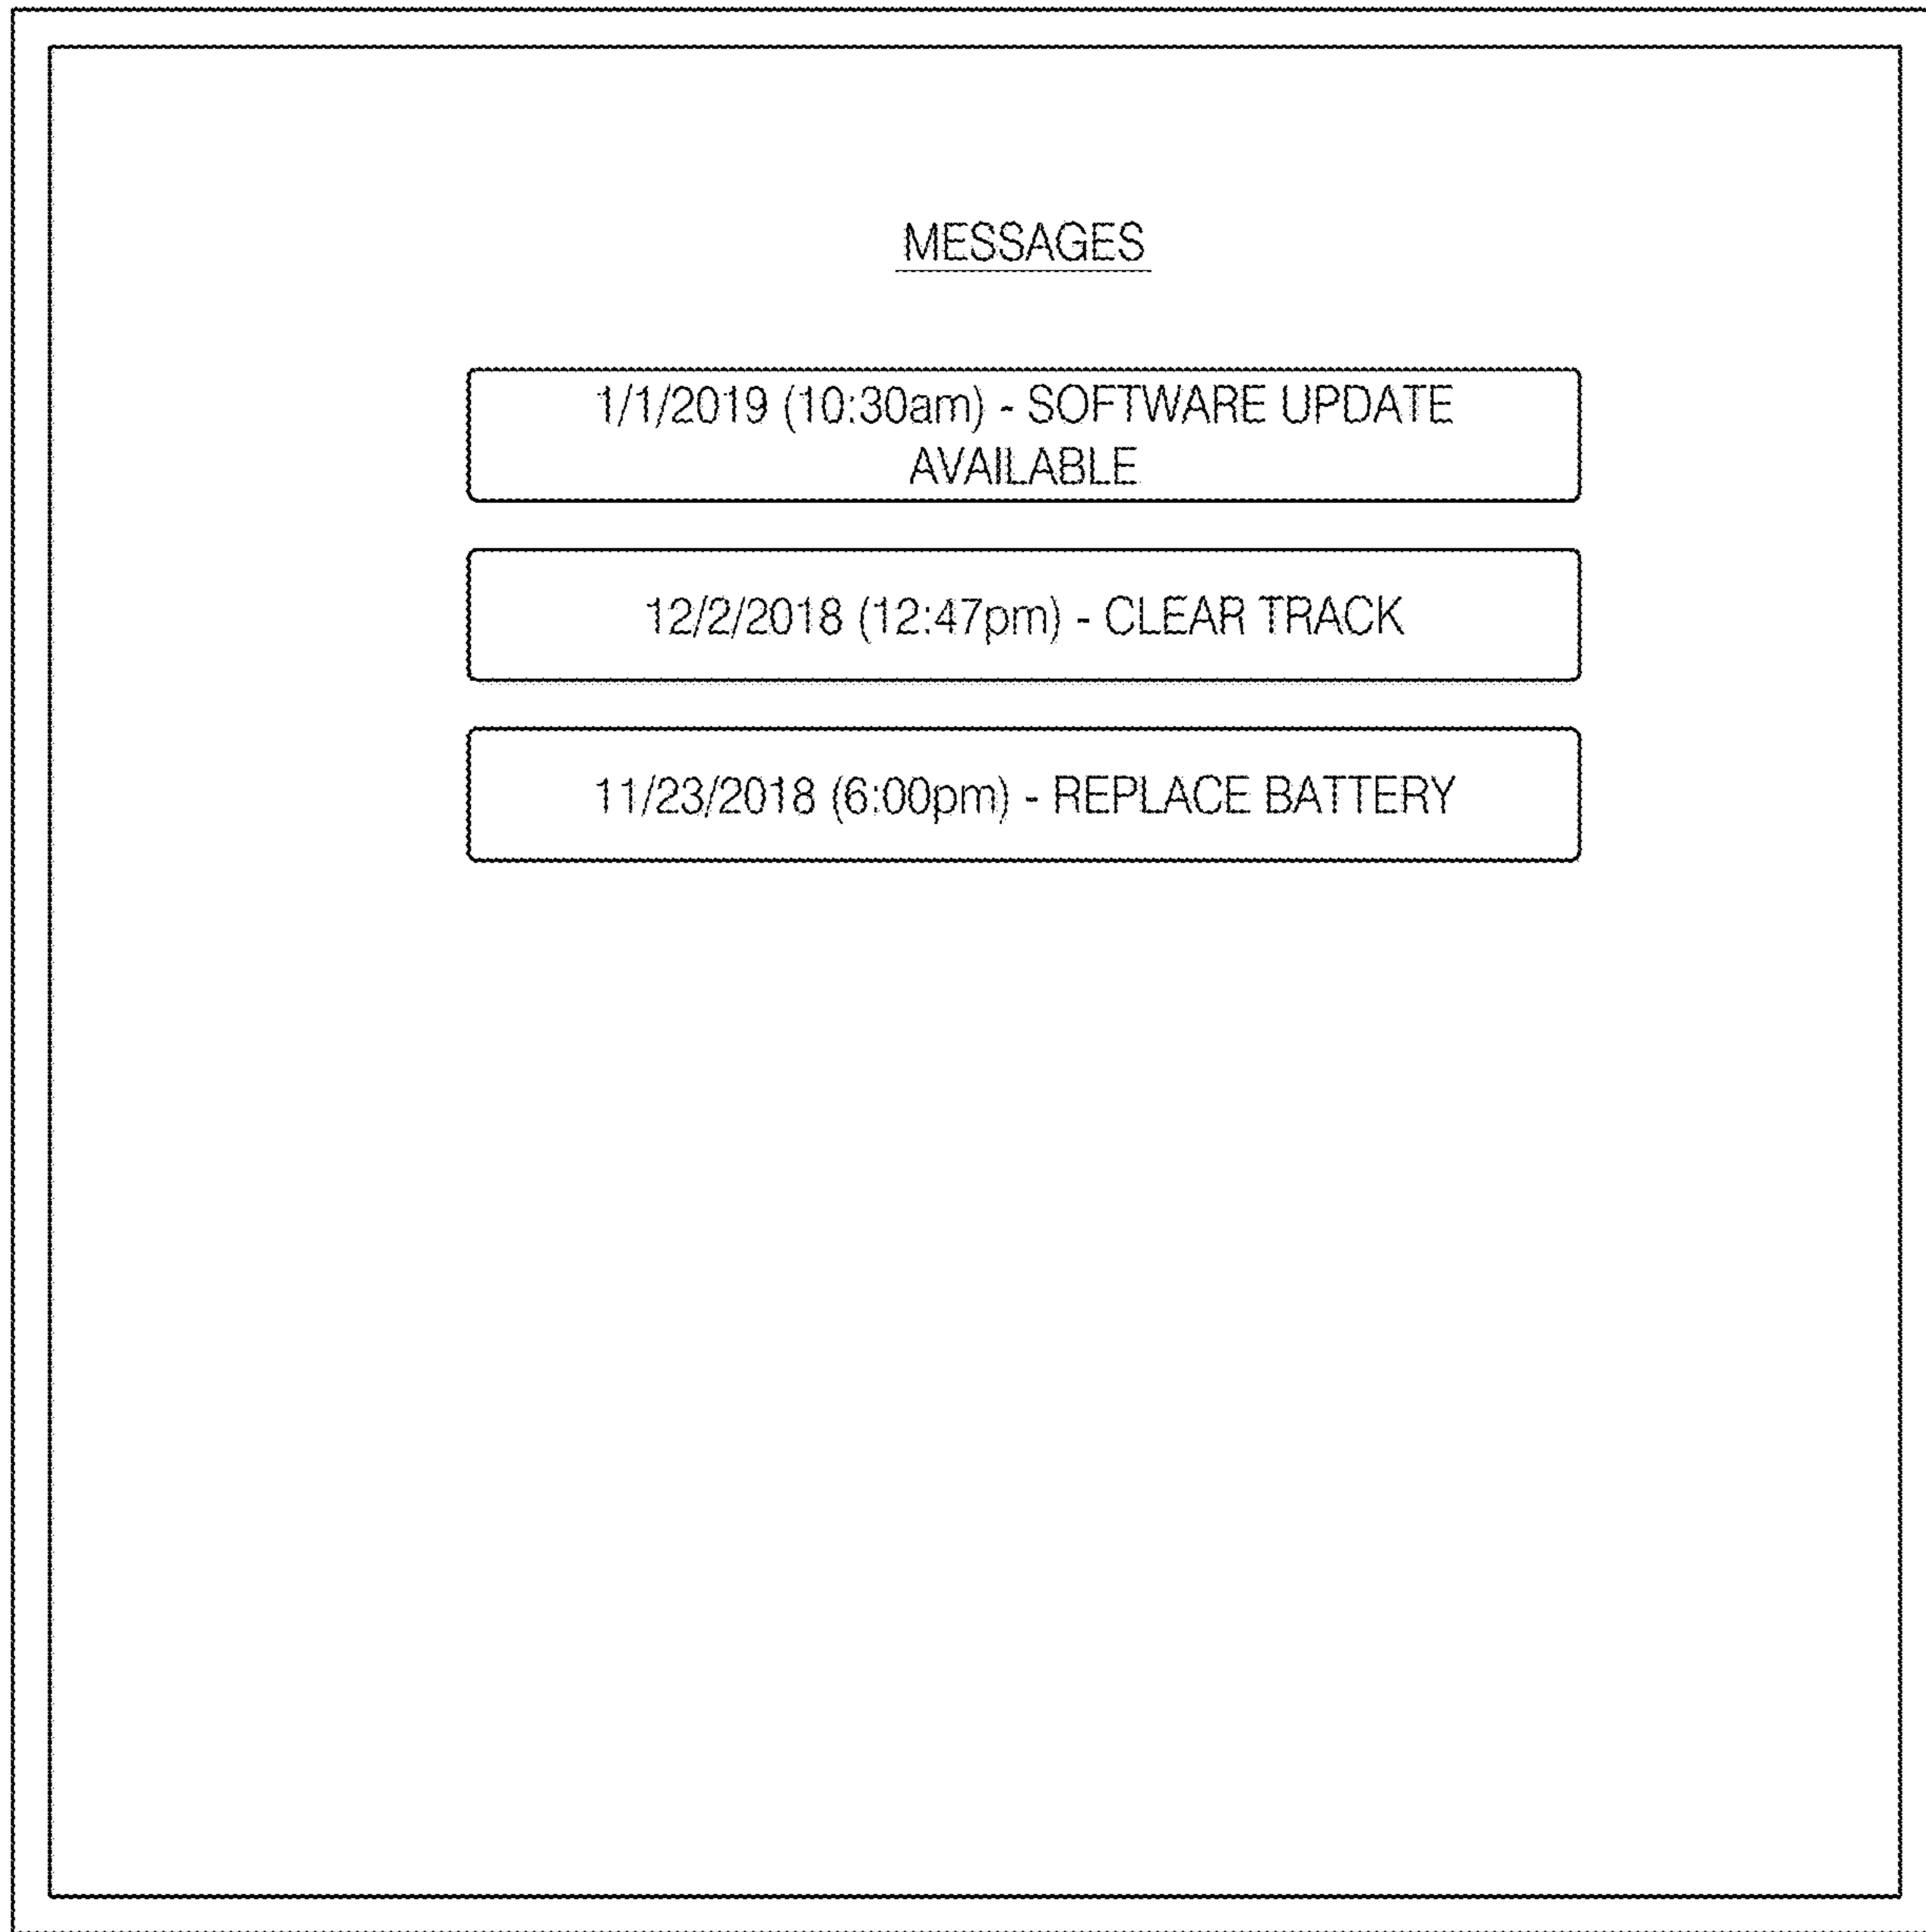 MESSAGES
1/1/2019 (10:30am) - SOFTWARE UPDATE
AVAILABLE
12/2/2018 (12:47pm) - CLEAR TRACK
11/23/2018 (6:00pm) - REPLACE BATTERY